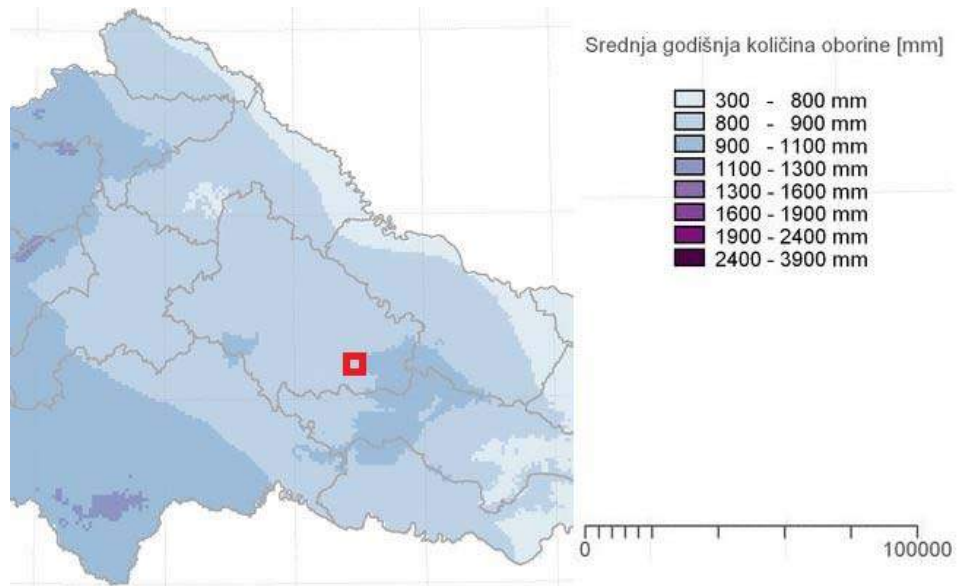 Srednja godišnja količina oborine [mm]
300 - 800 mm
800 - 900 mm
900 - 1100 mm
1100 - 1300 mm
1300 - 1600 mm
1600 - 1900 mm
1900 - 2400 mm
2400 - 3900 mm
0 100000